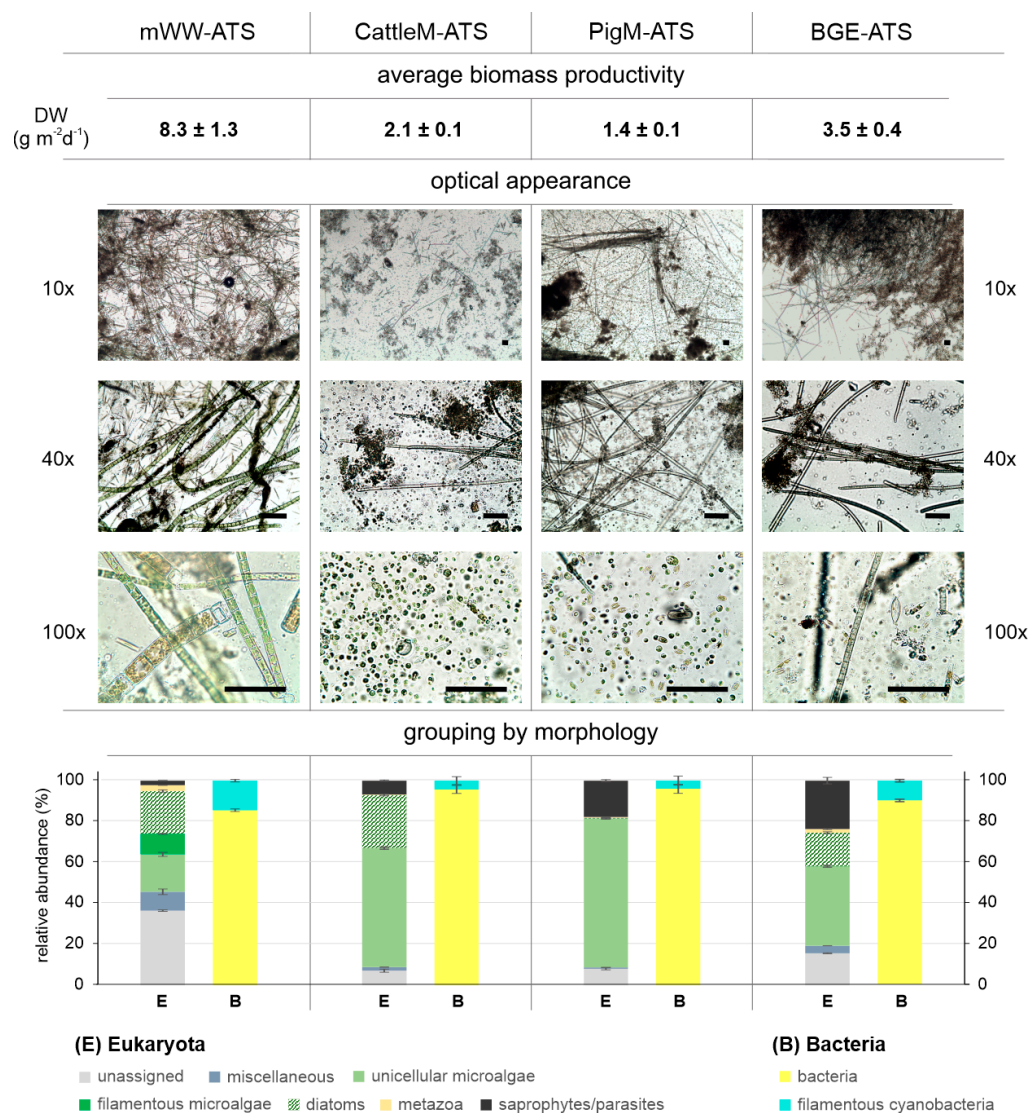 mWW-ATS CattleM-ATS PigM-ATS BGE-ATS
average biomass productivity
DW
(g m⁻²d⁻¹)
8.3 ± 1.3 2.1 ± 0.1 1.4 ± 0.1 3.5 ± 0.4
optical appearance
10x 10x
40x 40x
100x 100x
grouping by morphology
relative abundance (%)
100 100
80 80
60 60
40 40
20 20
0 0
E B E B E B E B
(E) Eukaryota (B) Bacteria
unassigned miscellaneous unicellular microalgae bacteria
filamentous microalgae diatoms metazoa saprophytes/parasites filamentous cyanobacteria